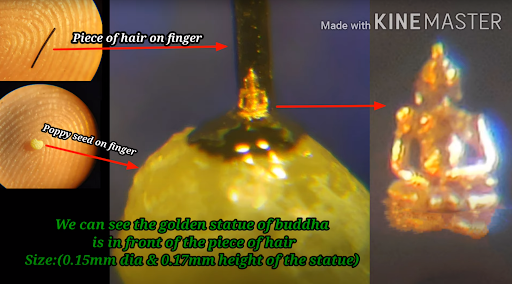 Made with KINEMASTER
Piece of hair on finger
Poppy seed on finger
We can see the golden statue of buddha
is in front of the piece of hair
Size:(0.15mm dia & 0.17mm height of the statue)